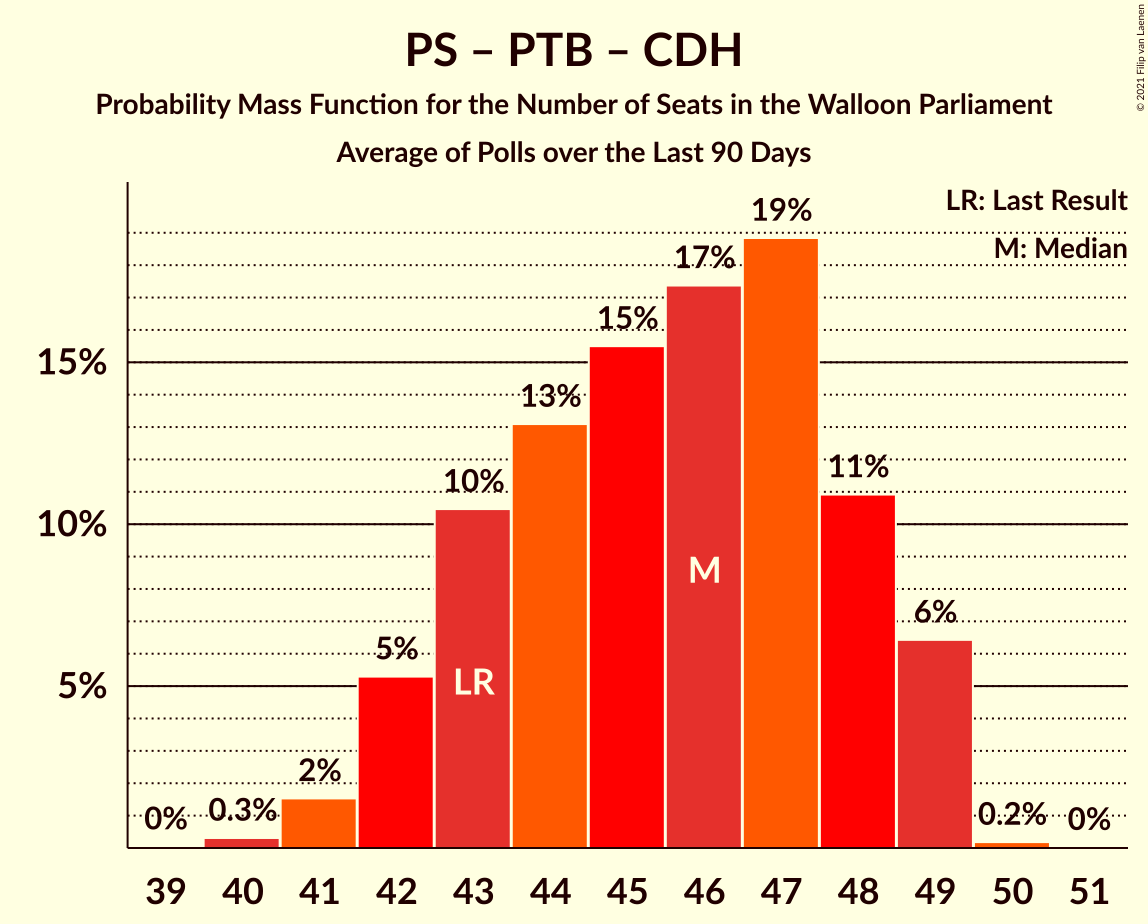 PS – PTB – CDH
Probability Mass Function for the Number of Seats in the Walloon Parliament
Average of Polls over the Last 90 Days
© 2021 Filip van Laenen
LR: Last Result
M: Median
15%
10%
5%
0%
0.3%
2%
5%
10%
13%
15%
17%
19%
11%
6%
0.2%
0%
LR
M
39 40 41 42 43 44 45 46 47 48 49 50 51